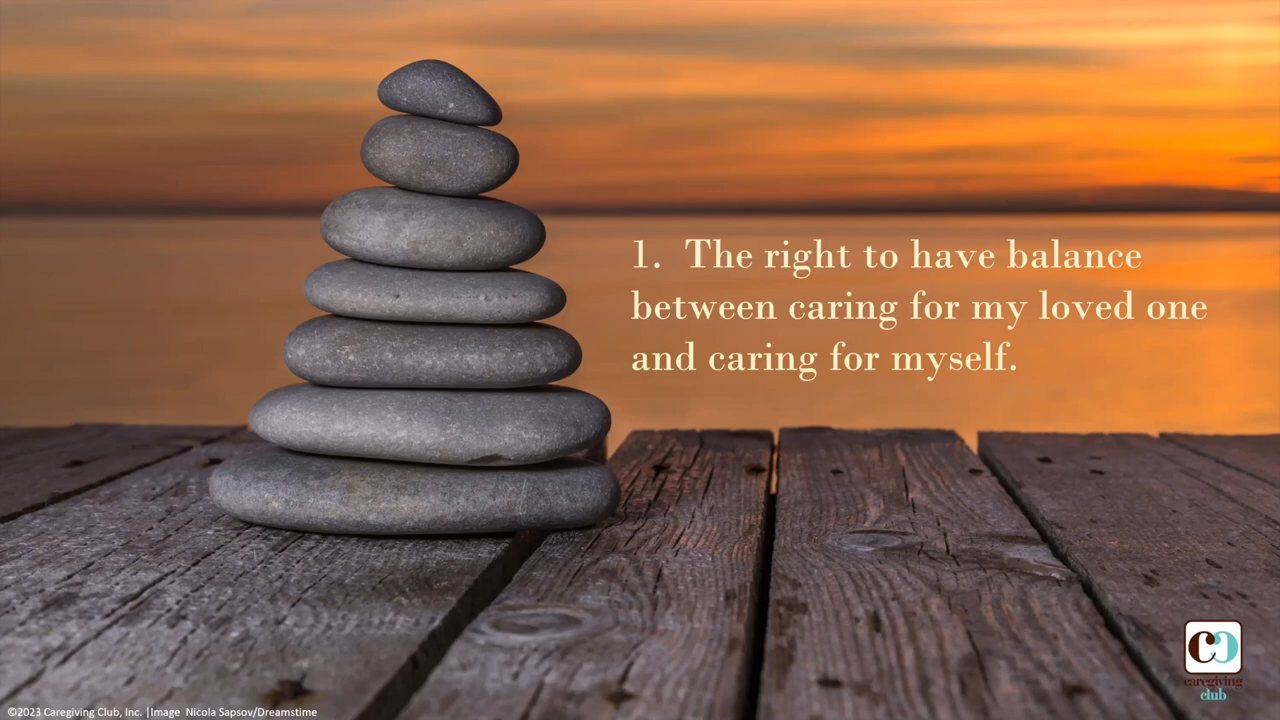 1. The right to have balance
between caring for my loved one
and caring for myself.
caregiving
club
©2023 Caregiving Club, Inc. |Image Nicola Sapsov/Dreamstime